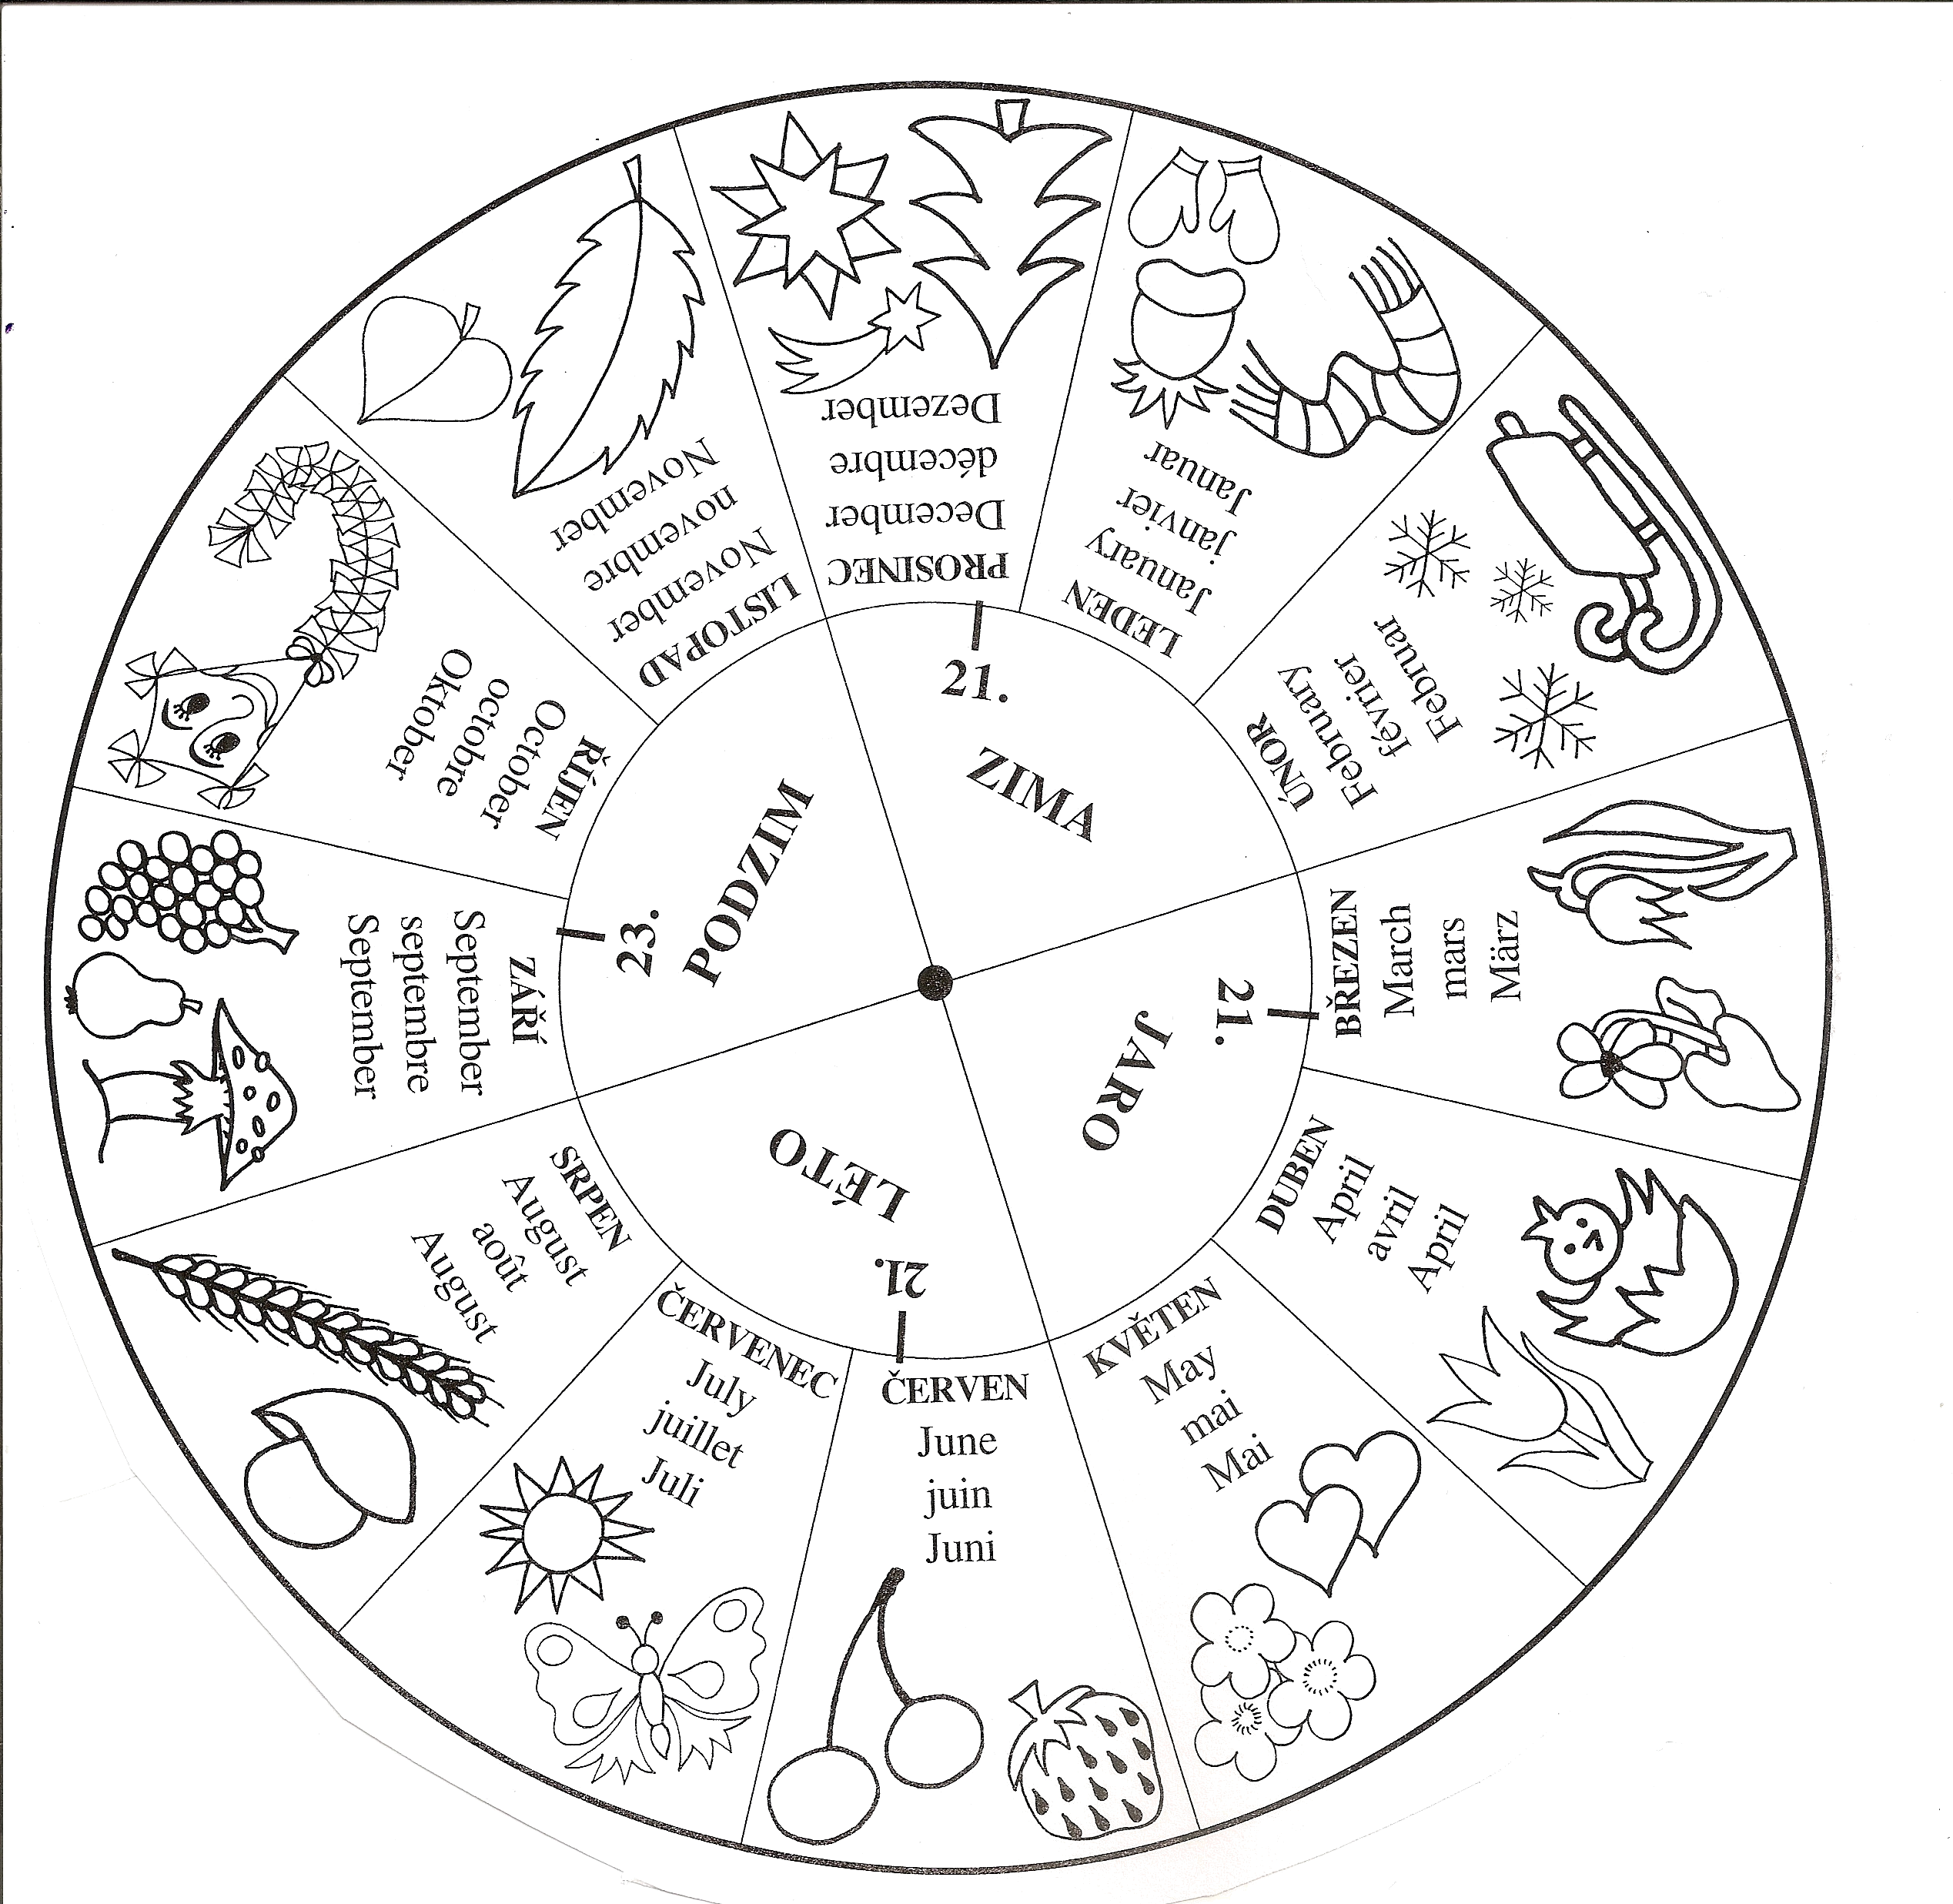 ZIMA
21.
JARO
21.
LÉTO
21.
PODZIM
23.
LEDEN
January
janvier
Januar
ÚNOR
February
février
Februar
BŘEZEN
March
mars
März
DUBEN
April
avril
April
KVĚTEN
May
mai
Mai
ČERVEN
June
juin
Juni
ČERVENEC
July
juillet
Juli
SRPEN
August
août
August
ZÁŘÍ
September
septembre
September
ŘÍJEN
October
octobre
Oktober
LISTOPAD
November
novembre
November
PROSINEC
December
décembre
Dezember